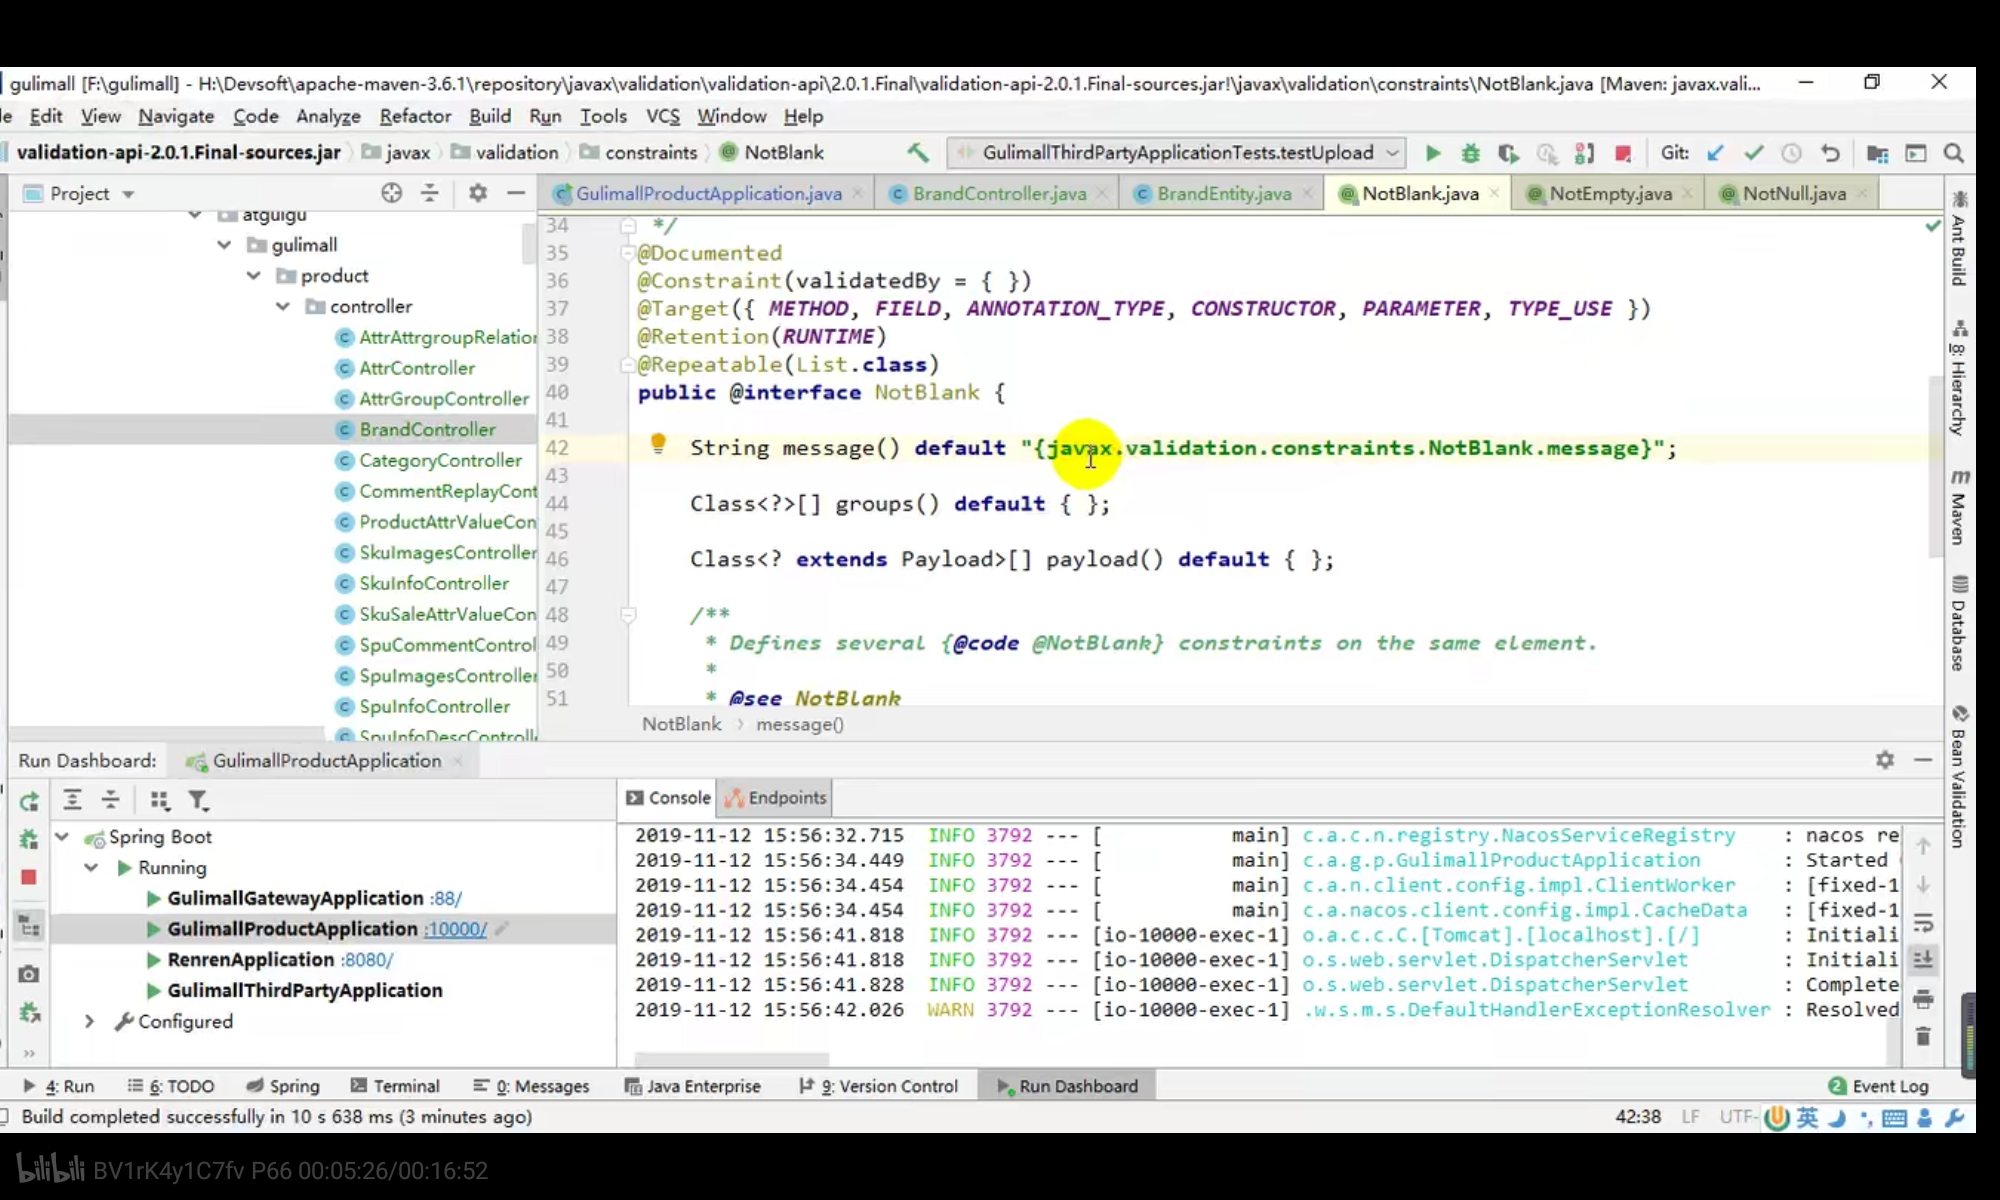 gulimall [F:\gulimall] - H:\Devsoft\apache-maven-3.6.1\repository\javax\validation\validation-api\2.0.1.Final\validation-api-2.0.1.Final-sources.jar!\javax\validation\constraints\NotBlank.java [Maven: javax.vali...
Edit View Navigate Code Analyze Refactor Build Run Tools VCS Window Help
validation-api-2.0.1.Final-sources.jar javax validation constraints NotBlank GulimallThirdPartyApplicationTests.testUpload Git:
Project GulimallProductApplication.java BrandController.java BrandEntity.java NotBlank.java NotEmpty.java NotNull.java
atguigu
gulimall
product
controller
AttrAttrgroupRelation
AttrController
AttrGroupController
BrandController
CategoryController
CommentReplayCont
ProductAttrValueCon
SkuImagesController
SkuInfoController
SkuSaleAttrValueCon
SpuCommentControl
SpuImagesController
SpuInfoController
SpuInfoDescControll
34 */
35 @Documented
36 @Constraint(validatedBy = { })
37 @Target({ METHOD, FIELD, ANNOTATION_TYPE, CONSTRUCTOR, PARAMETER, TYPE_USE })
38 @Retention(RUNTIME)
39 @Repeatable(List.class)
40 public @interface NotBlank {
41
42 String message() default "{javax.validation.constraints.NotBlank.message}";
43
44 Class<?>[] groups() default { };
45
46 Class<? extends Payload>[] payload() default { };
47
48 /**
49 * Defines several {@code @NotBlank} constraints on the same element.
50 *
51 * @see NotBlank
NotBlank › message()
Ant Build
8: Hierarchy
Maven
Database
Bean Validation
Run Dashboard: GulimallProductApplication
Spring Boot
Running
GulimallGatewayApplication :88/
GulimallProductApplication :10000/
RenrenApplication :8080/
GulimallThirdPartyApplication
Configured
Console Endpoints
2019-11-12 15:56:32.715 INFO 3792 --- [ main] c.a.c.n.registry.NacosServiceRegistry : nacos re
2019-11-12 15:56:34.449 INFO 3792 --- [ main] c.a.g.p.GulimallProductApplication : Started
2019-11-12 15:56:34.454 INFO 3792 --- [ main] c.a.n.client.config.impl.ClientWorker : [fixed-1
2019-11-12 15:56:34.454 INFO 3792 --- [ main] c.a.nacos.client.config.impl.CacheData : [fixed-1
2019-11-12 15:56:41.818 INFO 3792 --- [io-10000-exec-1] o.a.c.c.C.[Tomcat].[localhost].[/] : Initiali
2019-11-12 15:56:41.818 INFO 3792 --- [io-10000-exec-1] o.s.web.servlet.DispatcherServlet : Initiali
2019-11-12 15:56:41.828 INFO 3792 --- [io-10000-exec-1] o.s.web.servlet.DispatcherServlet : Complete
2019-11-12 15:56:42.026 WARN 3792 --- [io-10000-exec-1] .w.s.m.s.DefaultHandlerExceptionResolver : Resolved
4: Run 6: TODO Spring Terminal 0: Messages Java Enterprise 9: Version Control Run Dashboard 2 Event Log
Build completed successfully in 10 s 638 ms (3 minutes ago) 42:38 LF UTF- 英
bilibili BV1rK4y1C7fv P66 00:05:26/00:16:52